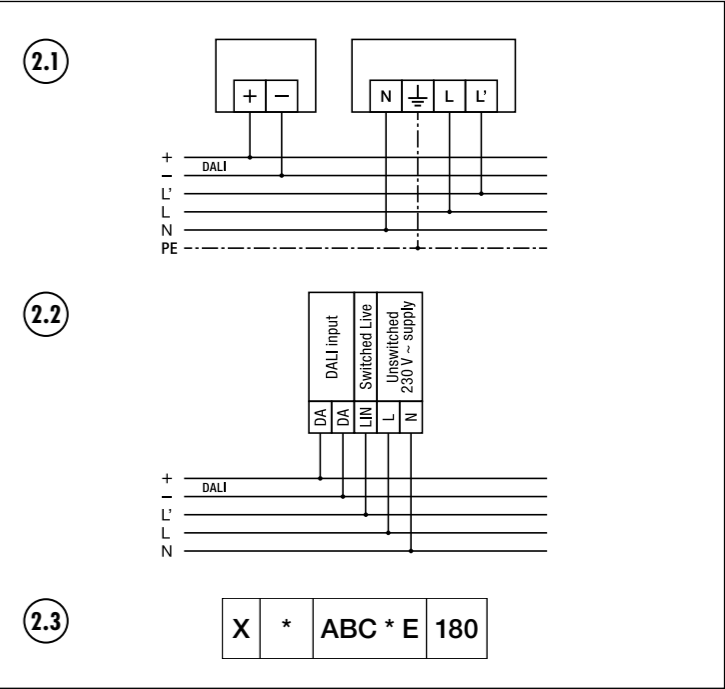 2.1
+ − N L L'
+ DALI
−
L'
L
N
PE
2.2
DALI input
Switched Live
Unswitched
230 V ~ supply
DA DA LIN L N
+ DALI
−
L'
L
N
2.3
X * ABC * E 180